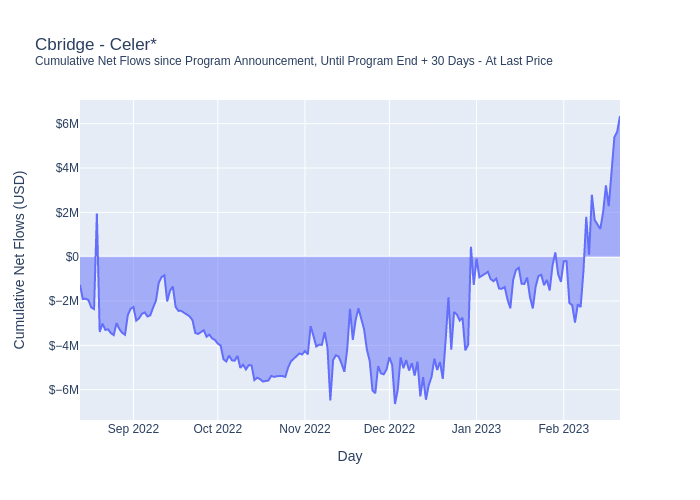 Cbridge - Celer*
Cumulative Net Flows since Program Announcement, Until Program End + 30 Days - At Last Price
Cumulative Net Flows (USD)
$6M
$4M
$2M
$0
−$2M
−$4M
−$6M
Sep 2022
Oct 2022
Nov 2022
Dec 2022
Jan 2023
Feb 2023
Day